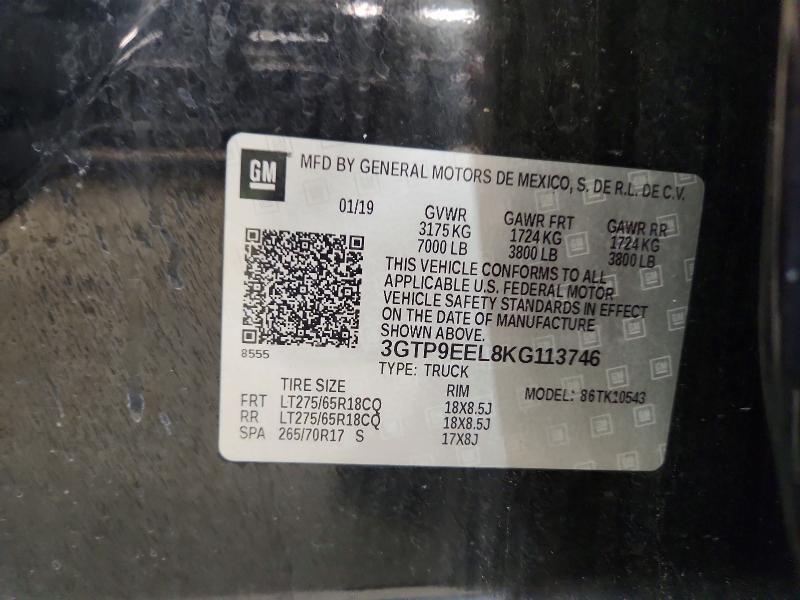 GM
MFD BY GENERAL MOTORS DE MEXICO, S. DE R.L. DE C.V.
01/19 GVWR GAWR FRT GAWR RR
3175 KG 1724 KG 1724 KG
7000 LB 3800 LB 3800 LB
THIS VEHICLE CONFORMS TO ALL
APPLICABLE U.S. FEDERAL MOTOR
VEHICLE SAFETY STANDARDS IN EFFECT
ON THE DATE OF MANUFACTURE
SHOWN ABOVE.
8555
3GTP9EEL8KG113746
TYPE: TRUCK
TIRE SIZE RIM MODEL: 86TK10543
FRT LT275/65R18CQ 18X8.5J
RR LT275/65R18CQ 18X8.5J
SPA 265/70R17 S 17X8J